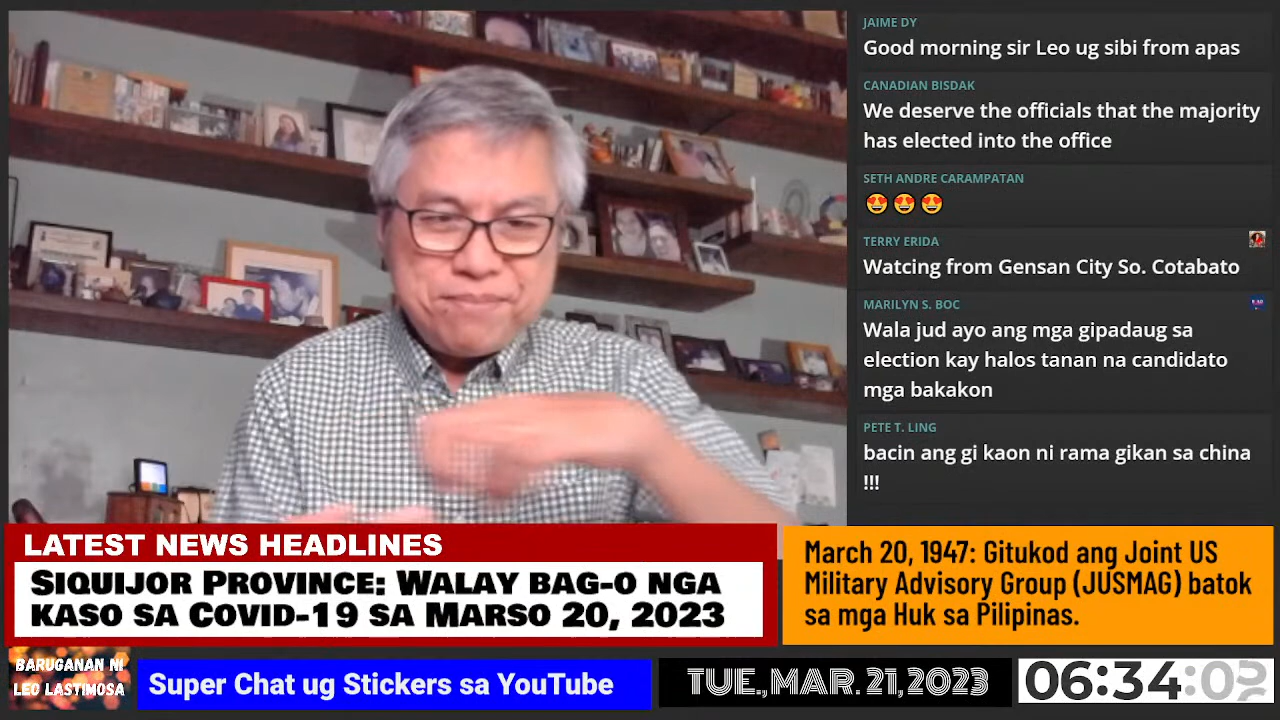 JAIME DY
Good morning sir Leo ug sibi from apas
CANADIAN BISDAK
We deserve the officials that the majority
has elected into the office
SETH ANDRE CARAMPATAN
😍 😍 😍
TERRY ERIDA
Watcing from Gensan City So. Cotabato
MARILYN S. BOC
Wala jud ayo ang mga gipadaug sa
election kay halos tanan na candidato
mga bakakon
PETE T. LING
bacin ang gi kaon ni rama gikan sa china
!!!
LATEST NEWS HEADLINES
SIQUIJOR PROVINCE: WALAY BAG-O NGA
KASO SA COVID-19 SA MARSO 20, 2023
March 20, 1947: Gitukod ang Joint US
Military Advisory Group (JUSMAG) batok
sa mga Huk sa Pilipinas.
BARUGANAN NI
LEO LASTIMOSA
Super Chat ug Stickers sa YouTube
TUE.,MAR. 21,2023
06:34